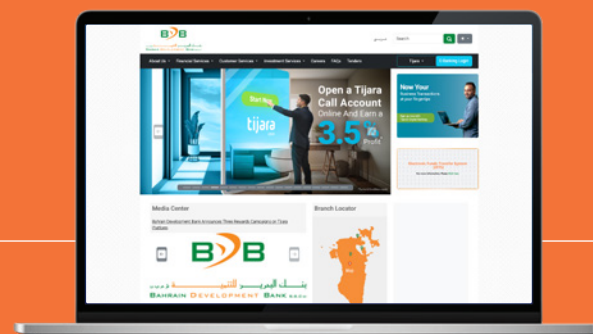 BDB
عربي
Search
About Us
Financial Services
Customer Services
Investment Services
Careers
FAQs
Tenders
Tijara
E-Banking Login
Start Now
tijara
Open a Tijara
Call Account
Online And Earn a
3.5%
Profit
Now Your
Business Transactions
at your Fingertips
Media Center
Bahrain Development Bank Announces Three Rewards Campaigns on Tijara
Platform
Branch Locator
BDB
بنك البحرين للتنمية
BAHRAIN DEVELOPMENT BANK